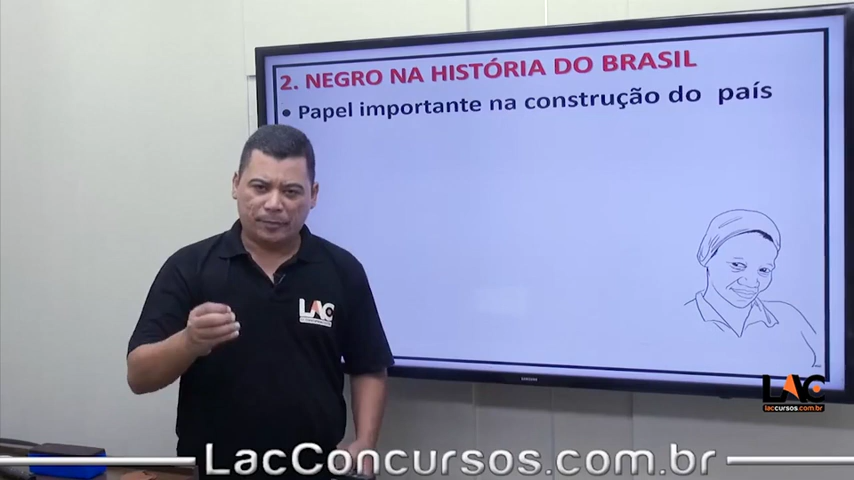 2. NEGRO NA HISTÓRIA DO BRASIL
• Papel importante na construção do país
LAC
LAC
laccursos.com.br
LacConcursos.com.br